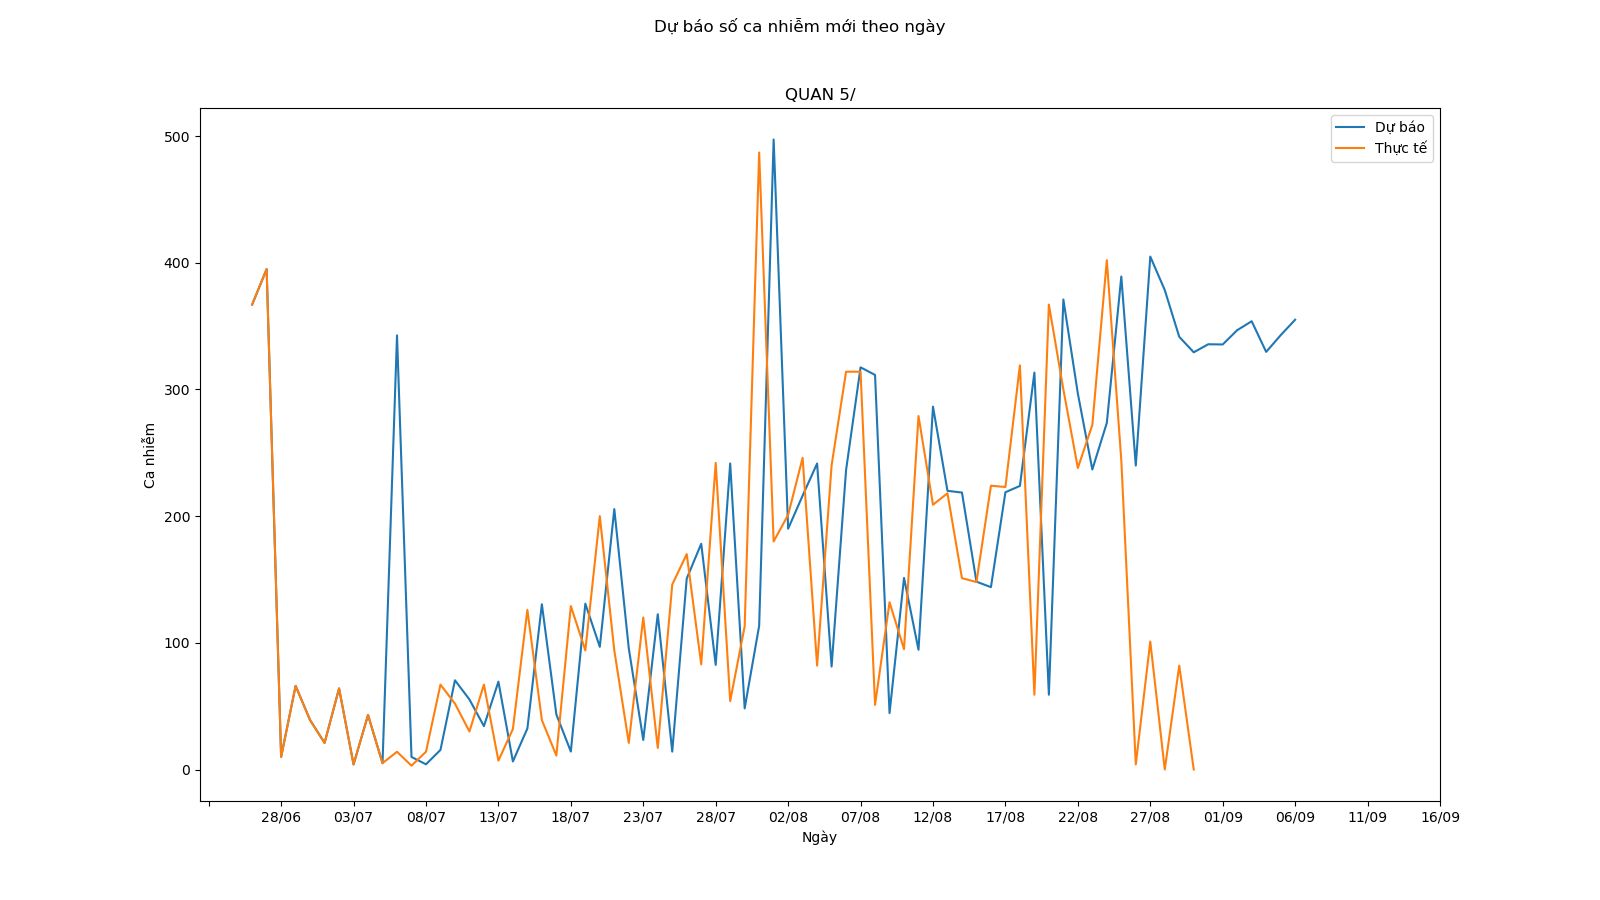 Dự báo số ca nhiễm mới theo ngày
QUAN 5/
Dự báo
Thực tế
500
400
300
200
100
0
Ca nhiễm
28/06 03/07 08/07 13/07 18/07 23/07 28/07 02/08 07/08 12/08 17/08 22/08 27/08 01/09 06/09 11/09 16/09
Ngày